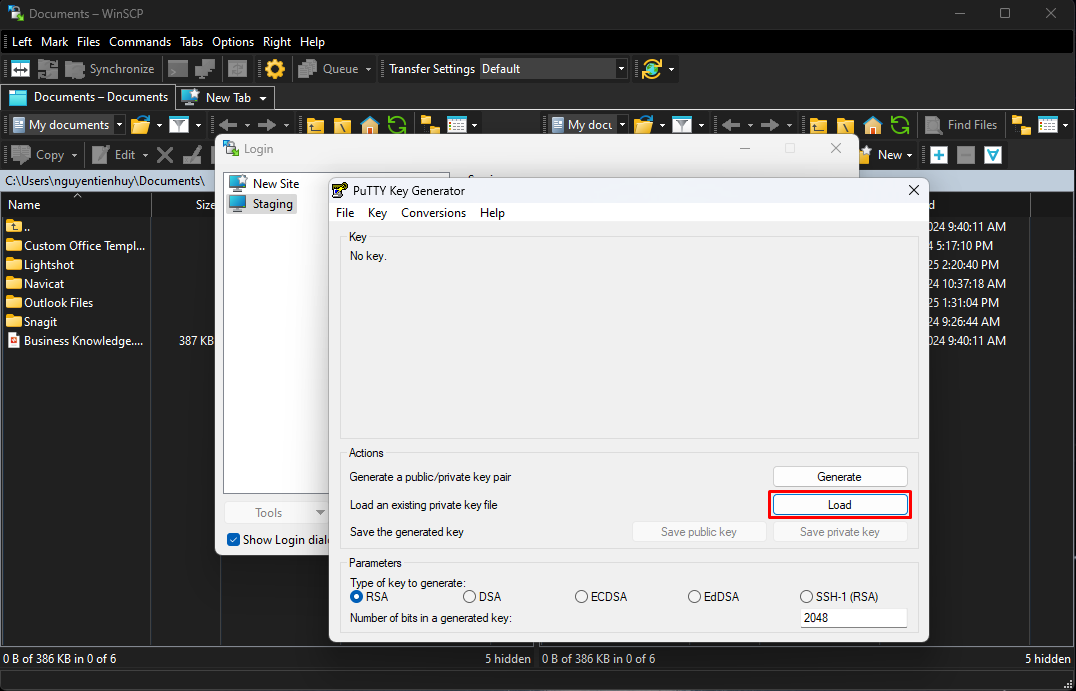 Documents – WinSCP
Left Mark Files Commands Tabs Options Right Help
Synchronize Queue Transfer Settings Default
Documents – Documents New Tab
My documents My docu Find Files
Copy Edit New
C:\Users\nguyentienhuy\Documents\
Name Size
..
Custom Office Templ...
Lightshot
Navicat
Outlook Files
Snagit
Business Knowledge.... 387 KB
Login
New Site
Staging
Tools
Show Login dialo
PuTTY Key Generator
File Key Conversions Help
Key
No key.
Actions
Generate a public/private key pair Generate
Load an existing private key file Load
Save the generated key Save public key Save private key
Parameters
Type of key to generate:
RSA DSA ECDSA EdDSA SSH-1 (RSA)
Number of bits in a generated key: 2048
d
024 9:40:11 AM
4 5:17:10 PM
25 2:20:40 PM
24 10:37:18 AM
25 1:31:04 PM
24 9:26:44 AM
024 9:40:11 AM
0 B of 386 KB in 0 of 6 5 hidden 0 B of 386 KB in 0 of 6 5 hidden